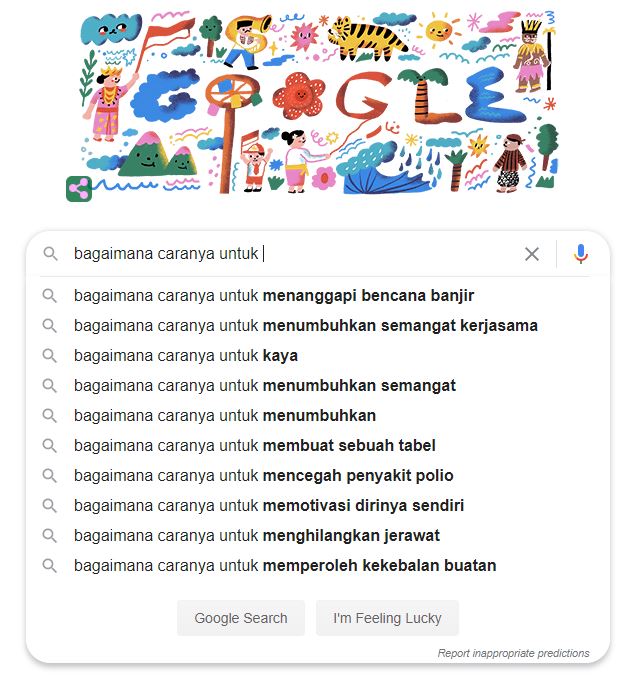 GOOGLE
bagaimana caranya untuk
bagaimana caranya untuk menanggapi bencana banjir
bagaimana caranya untuk menumbuhkan semangat kerjasama
bagaimana caranya untuk kaya
bagaimana caranya untuk menumbuhkan semangat
bagaimana caranya untuk menumbuhkan
bagaimana caranya untuk membuat sebuah tabel
bagaimana caranya untuk mencegah penyakit polio
bagaimana caranya untuk memotivasi dirinya sendiri
bagaimana caranya untuk menghilangkan jerawat
bagaimana caranya untuk memperoleh kekebalan buatan
Google Search I'm Feeling Lucky
Report inappropriate predictions